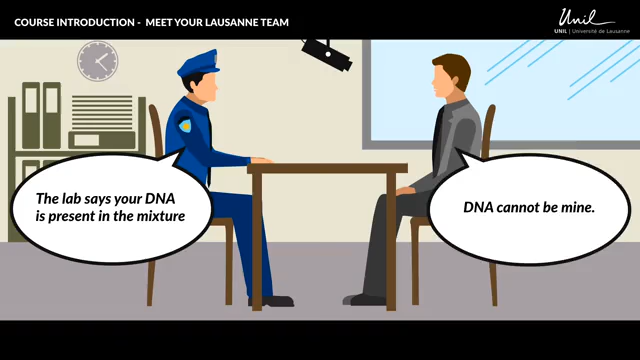 COURSE INTRODUCTION - MEET YOUR LAUSANNE TEAM
Unil
UNIL | Université de Lausanne
The lab says your DNA
is present in the mixture
DNA cannot be mine.